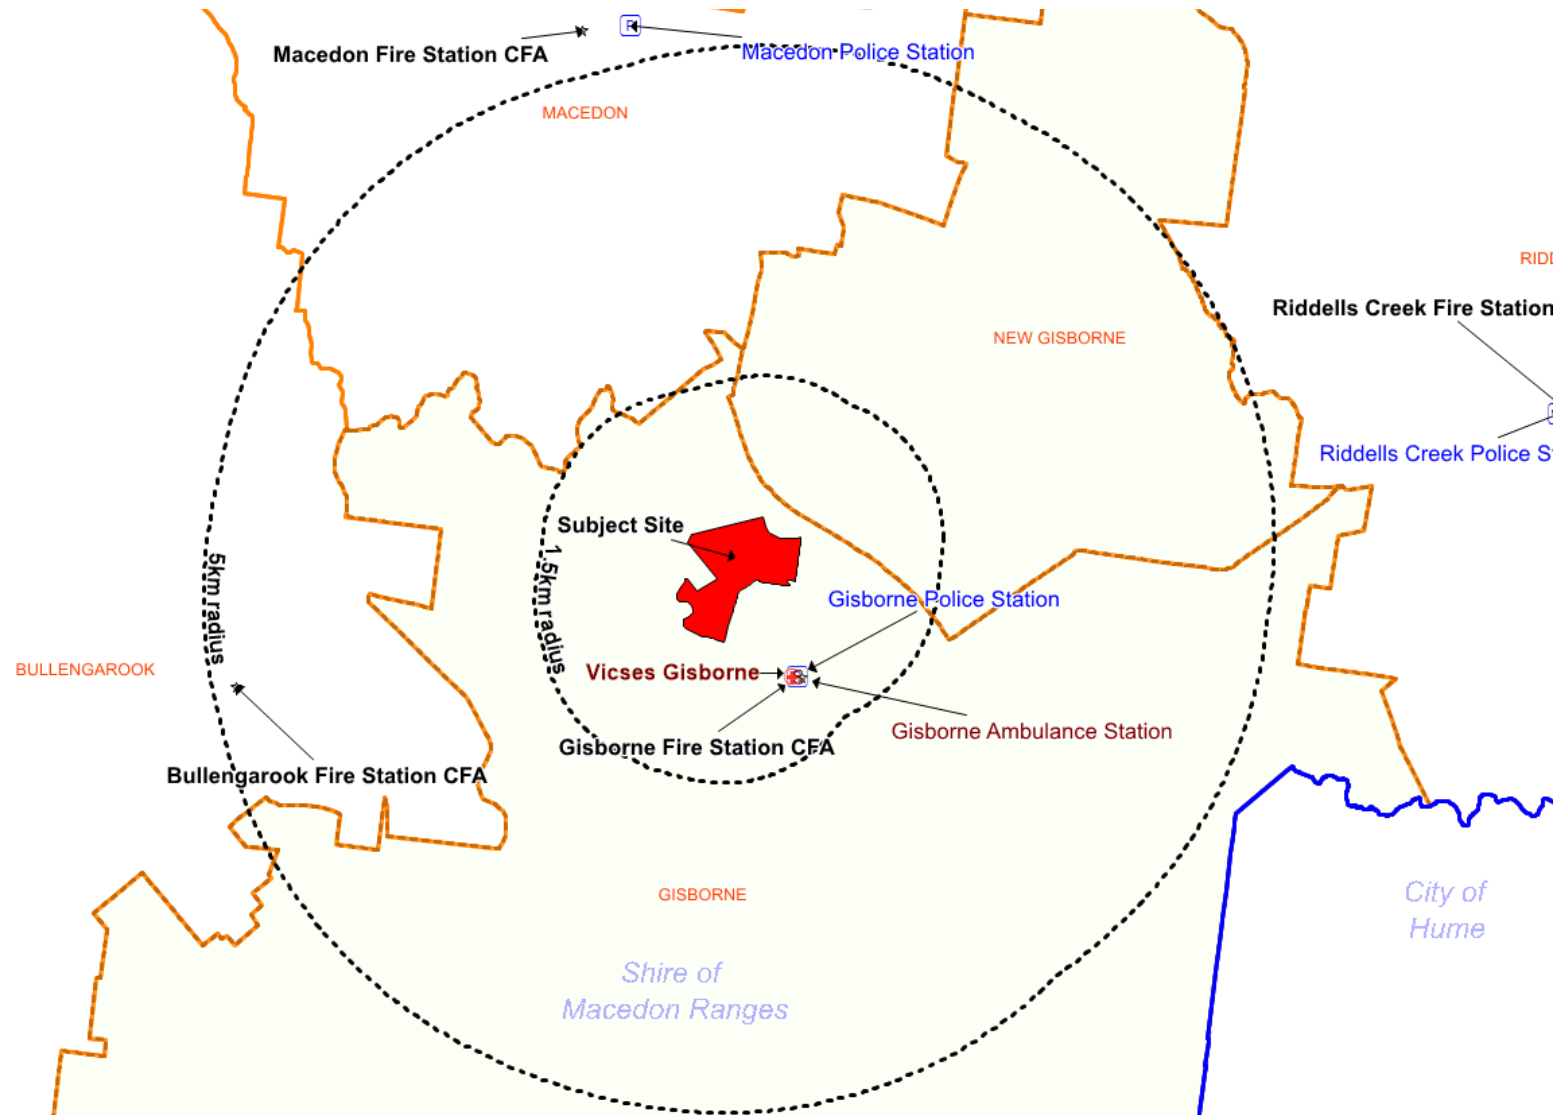 Macedon Fire Station CFA
P
Macedon Police Station
MACEDON
RIDD
Riddells Creek Fire Station
NEW GISBORNE
Riddells Creek Police S
Subject Site
5km radius
1.5km radius
Gisborne Police Station
BULLENGAROOK
Vicses Gisborne
Gisborne Ambulance Station
Gisborne Fire Station CFA
Bullengarook Fire Station CFA
GISBORNE
City of
Hume
Shire of
Macedon Ranges